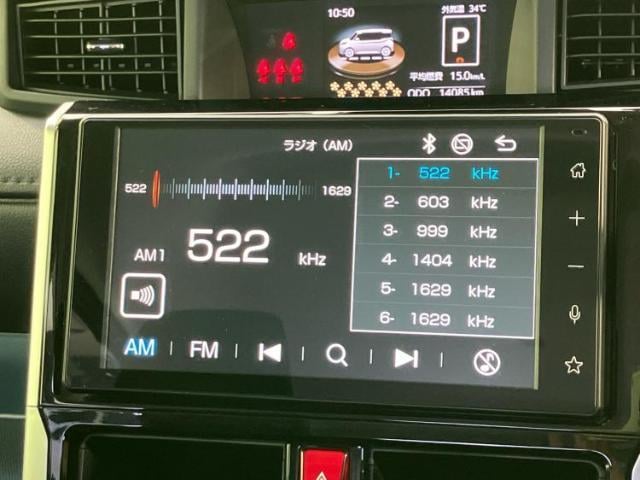 10:50
外気温 34℃
P
平均燃費 15.0km/L
ODO 14085km
ラジオ (AM)
522 1629
AM1 522 kHz
1- 522 kHz
2- 603 kHz
3- 999 kHz
4- 1404 kHz
5- 1629 kHz
6- 1629 kHz
AM FM